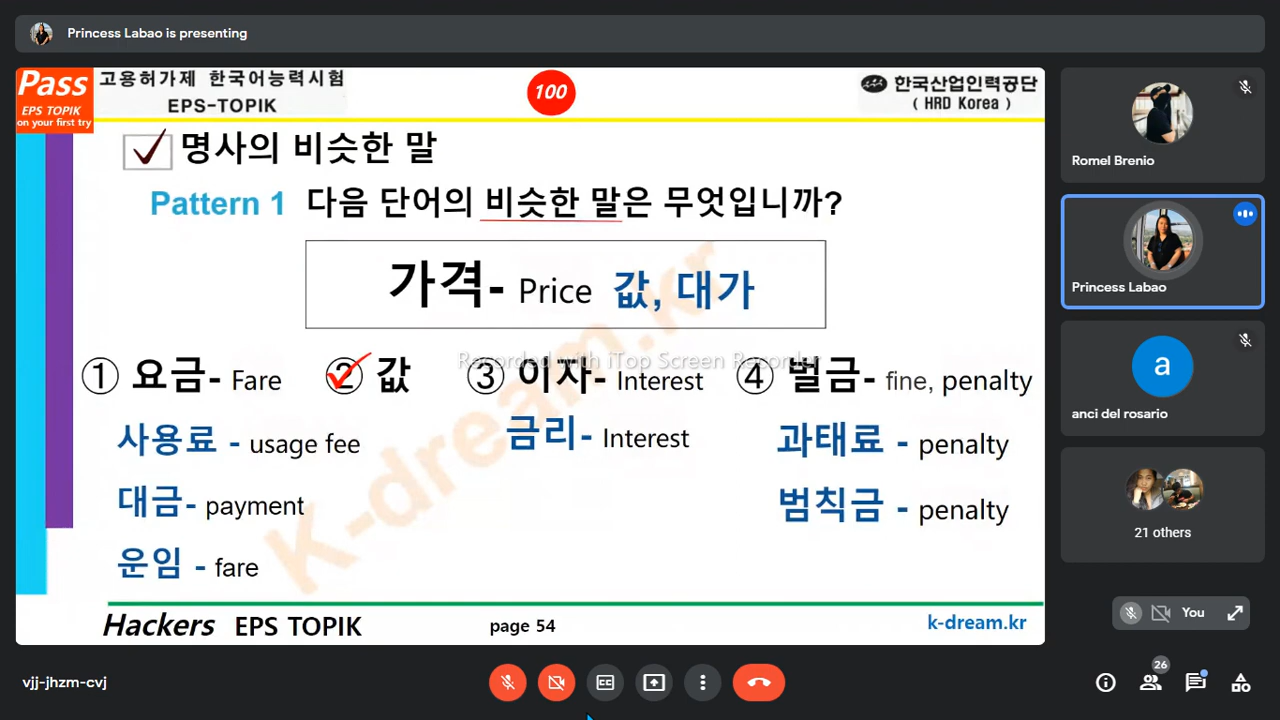 Princess Labao is presenting
Pass
EPS TOPIK
on your first try
고용허가제 한국어능력시험
EPS-TOPIK
100
한국산업인력공단
( HRD Korea )
명사의 비슷한 말
Pattern 1 다음 단어의 비슷한 말은 무엇입니까?
가격- Price 값, 대가
Recorded with iTop Screen Recorder
① 요금- Fare ② 값 ③ 이자- Interest ④ 벌금- fine, penalty
사용료 - usage fee 금리- Interest 과태료 - penalty
대금- payment 범칙금 - penalty
운임 - fare
K-dream.kr
Hackers EPS TOPIK page 54 k-dream.kr
Romel Brenio
Princess Labao
a
anci del rosario
21 others
You
vjj-jhzm-cvj
26